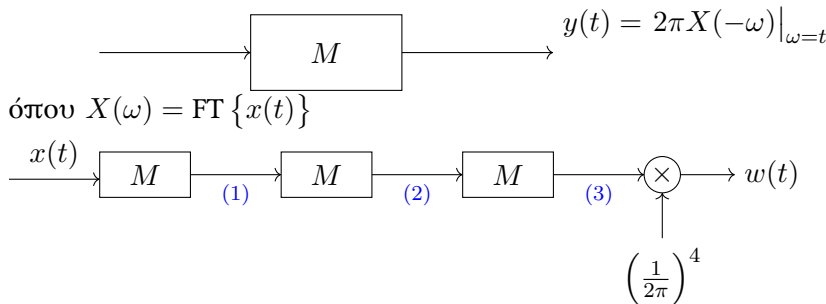 M
y(t) = 2πX(−ω)|_{ω=t}
όπου X(ω) = FT {x(t)}
x(t) M (1) M (2) M (3) × w(t)
(1/2π)^4